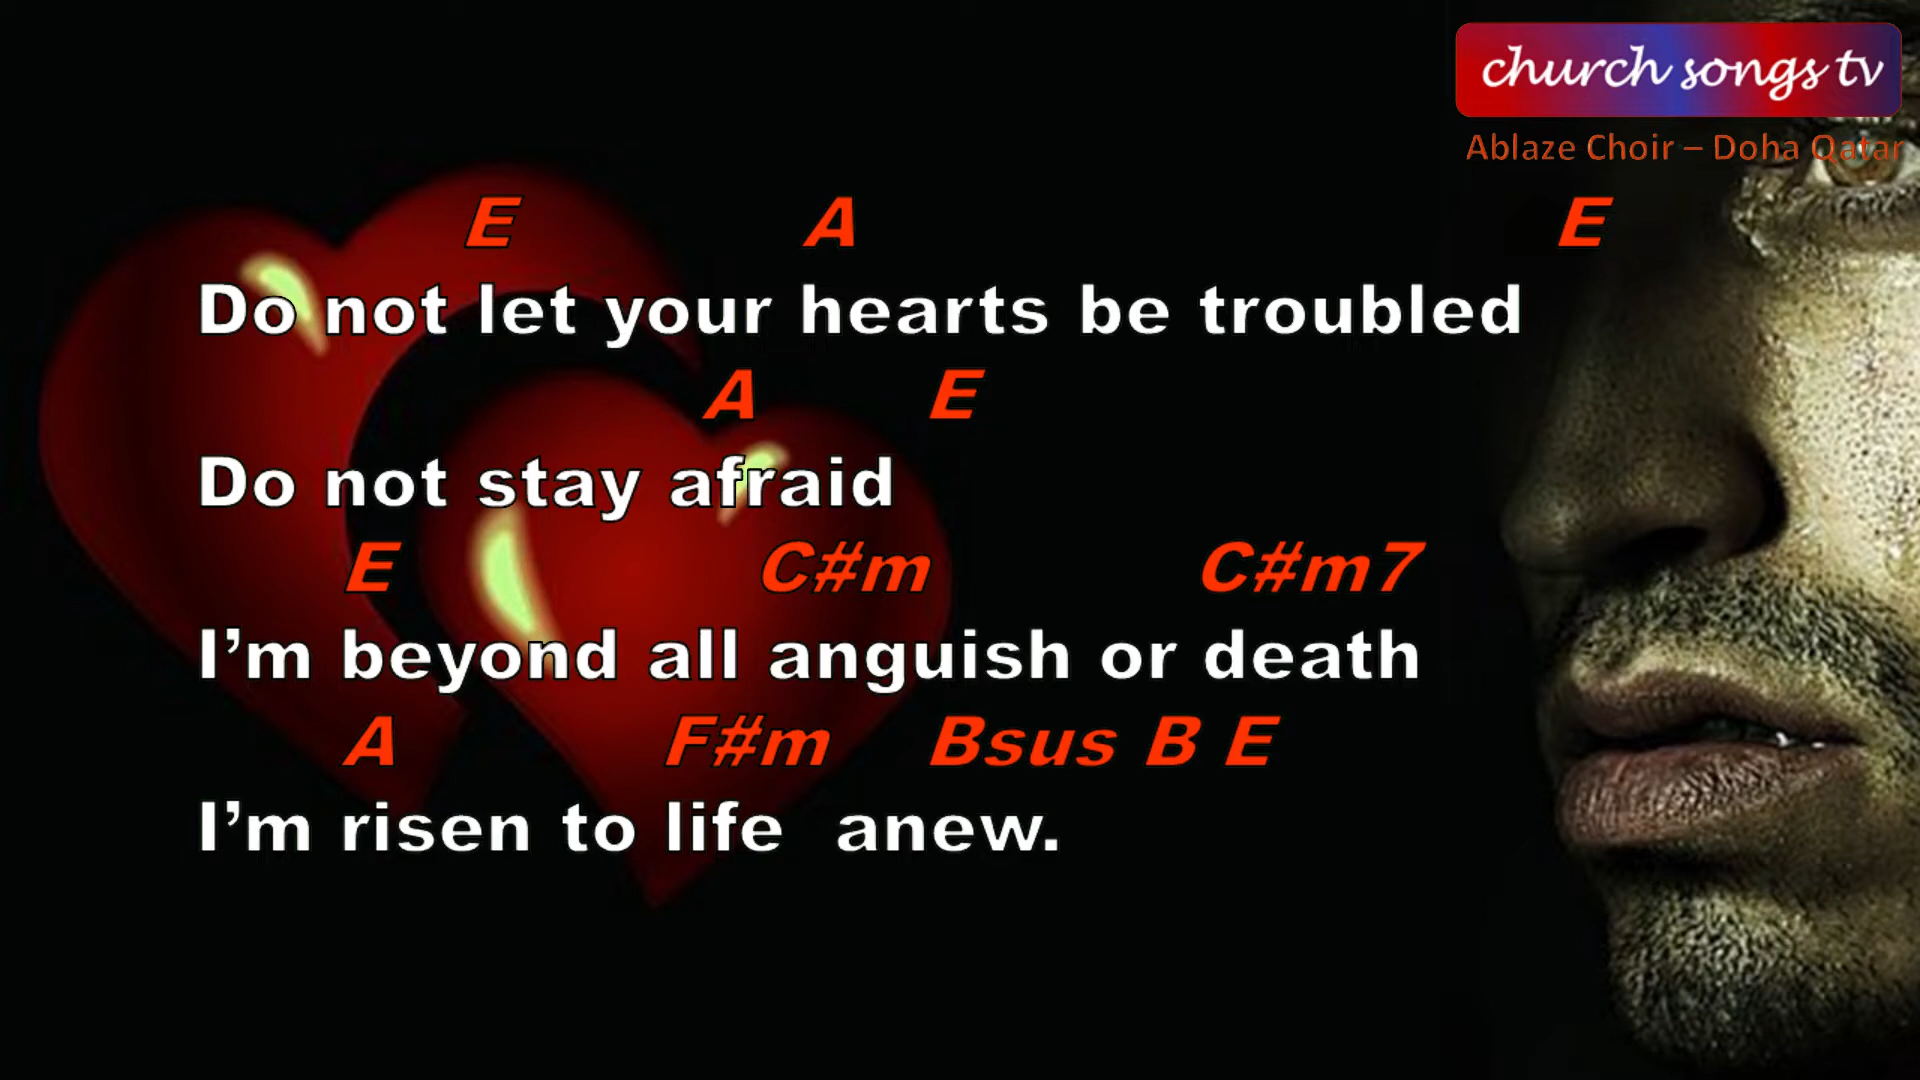 church songs tv
Ablaze Choir – Doha Qatar
E A E
Do not let your hearts be troubled
A E
Do not stay afraid
E C#m C#m7
I’m beyond all anguish or death
A F#m Bsus B E
I’m risen to life anew.